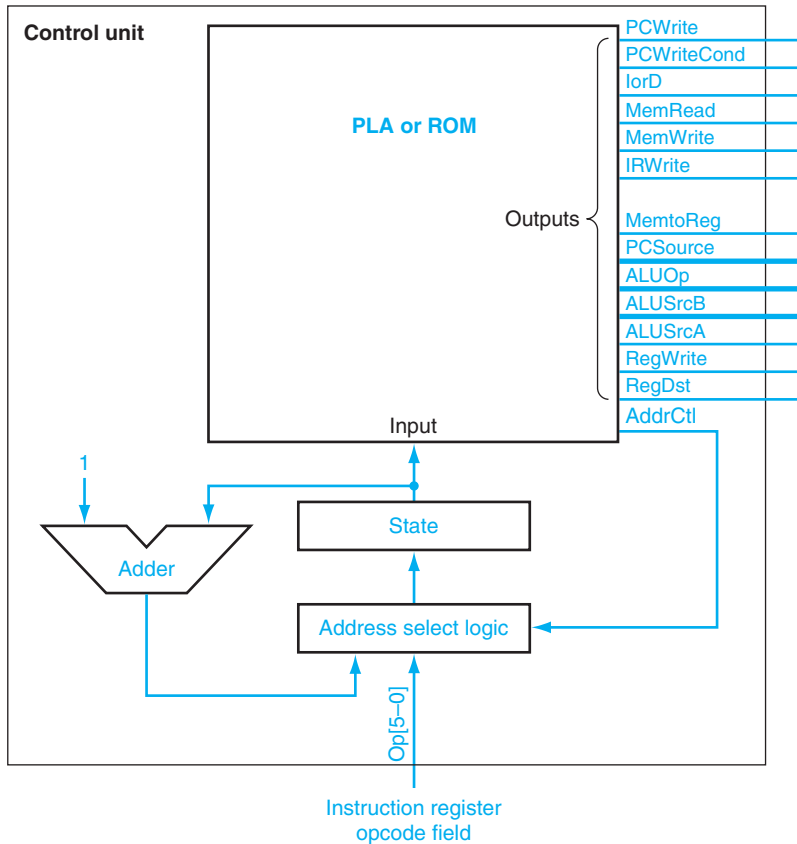 Control unit
PLA or ROM
Outputs
PCWrite
PCWriteCond
IorD
MemRead
MemWrite
IRWrite
MemtoReg
PCSource
ALUOp
ALUSrcB
ALUSrcA
RegWrite
RegDst
AddrCtl
Input
1
State
Adder
Address select logic
Op[5–0]
Instruction register
opcode field